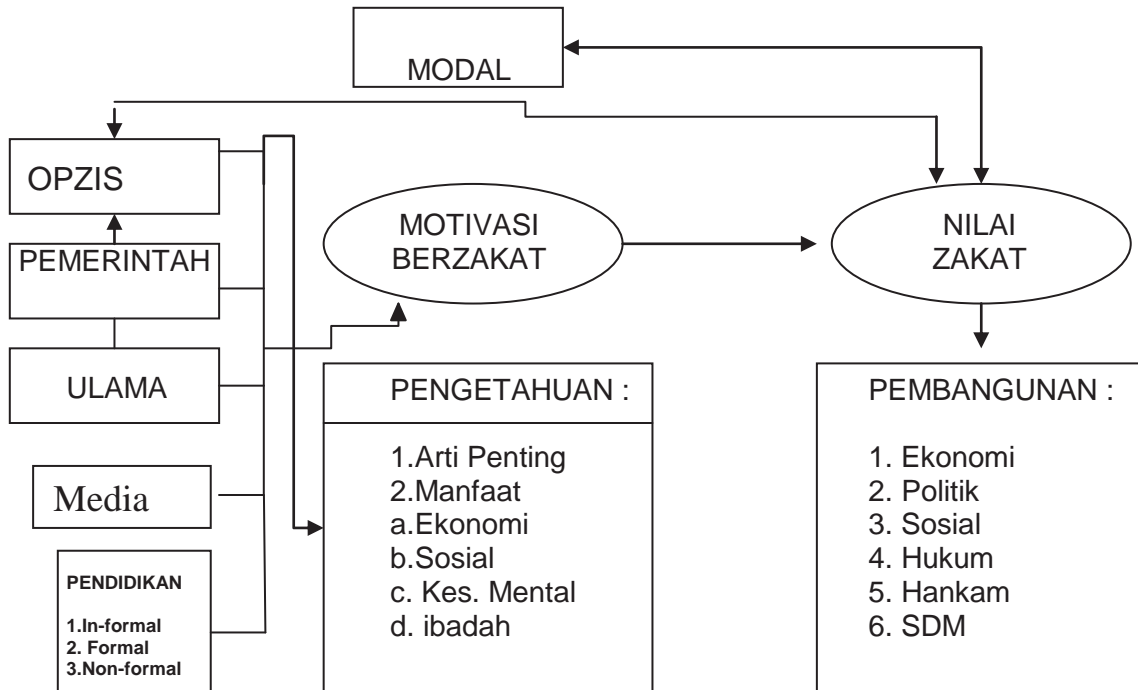 MODAL
OPZIS
PEMERINTAH
ULAMA
Media
PENDIDIKAN
1.In-formal
2. Formal
3.Non-formal
MOTIVASI
BERZAKAT
NILAI
ZAKAT
PENGETAHUAN :
1.Arti Penting
2.Manfaat
a.Ekonomi
b.Sosial
c. Kes. Mental
d. ibadah
PEMBANGUNAN :
1. Ekonomi
2. Politik
3. Sosial
4. Hukum
5. Hankam
6. SDM